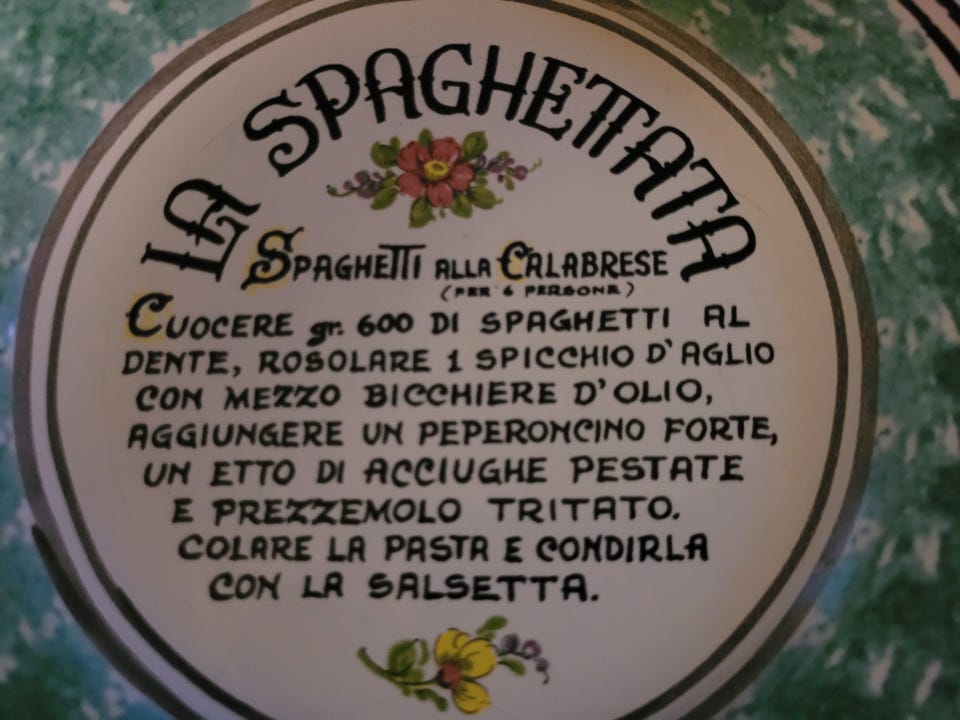 LA SPAGHETTATA
SPAGHETTI ALLA CALABRESE
(PER 6 PERSONE)
CUOCERE gr. 600 DI SPAGHETTI AL
DENTE, ROSOLARE 1 SPICCHIO D'AGLIO
CON MEZZO BICCHIERE D'OLIO,
AGGIUNGERE UN PEPERONCINO FORTE,
UN ETTO DI ACCIUGHE PESTATE
E PREZZEMOLO TRITATO.
COLARE LA PASTA E CONDIRLA
CON LA SALSETTA.